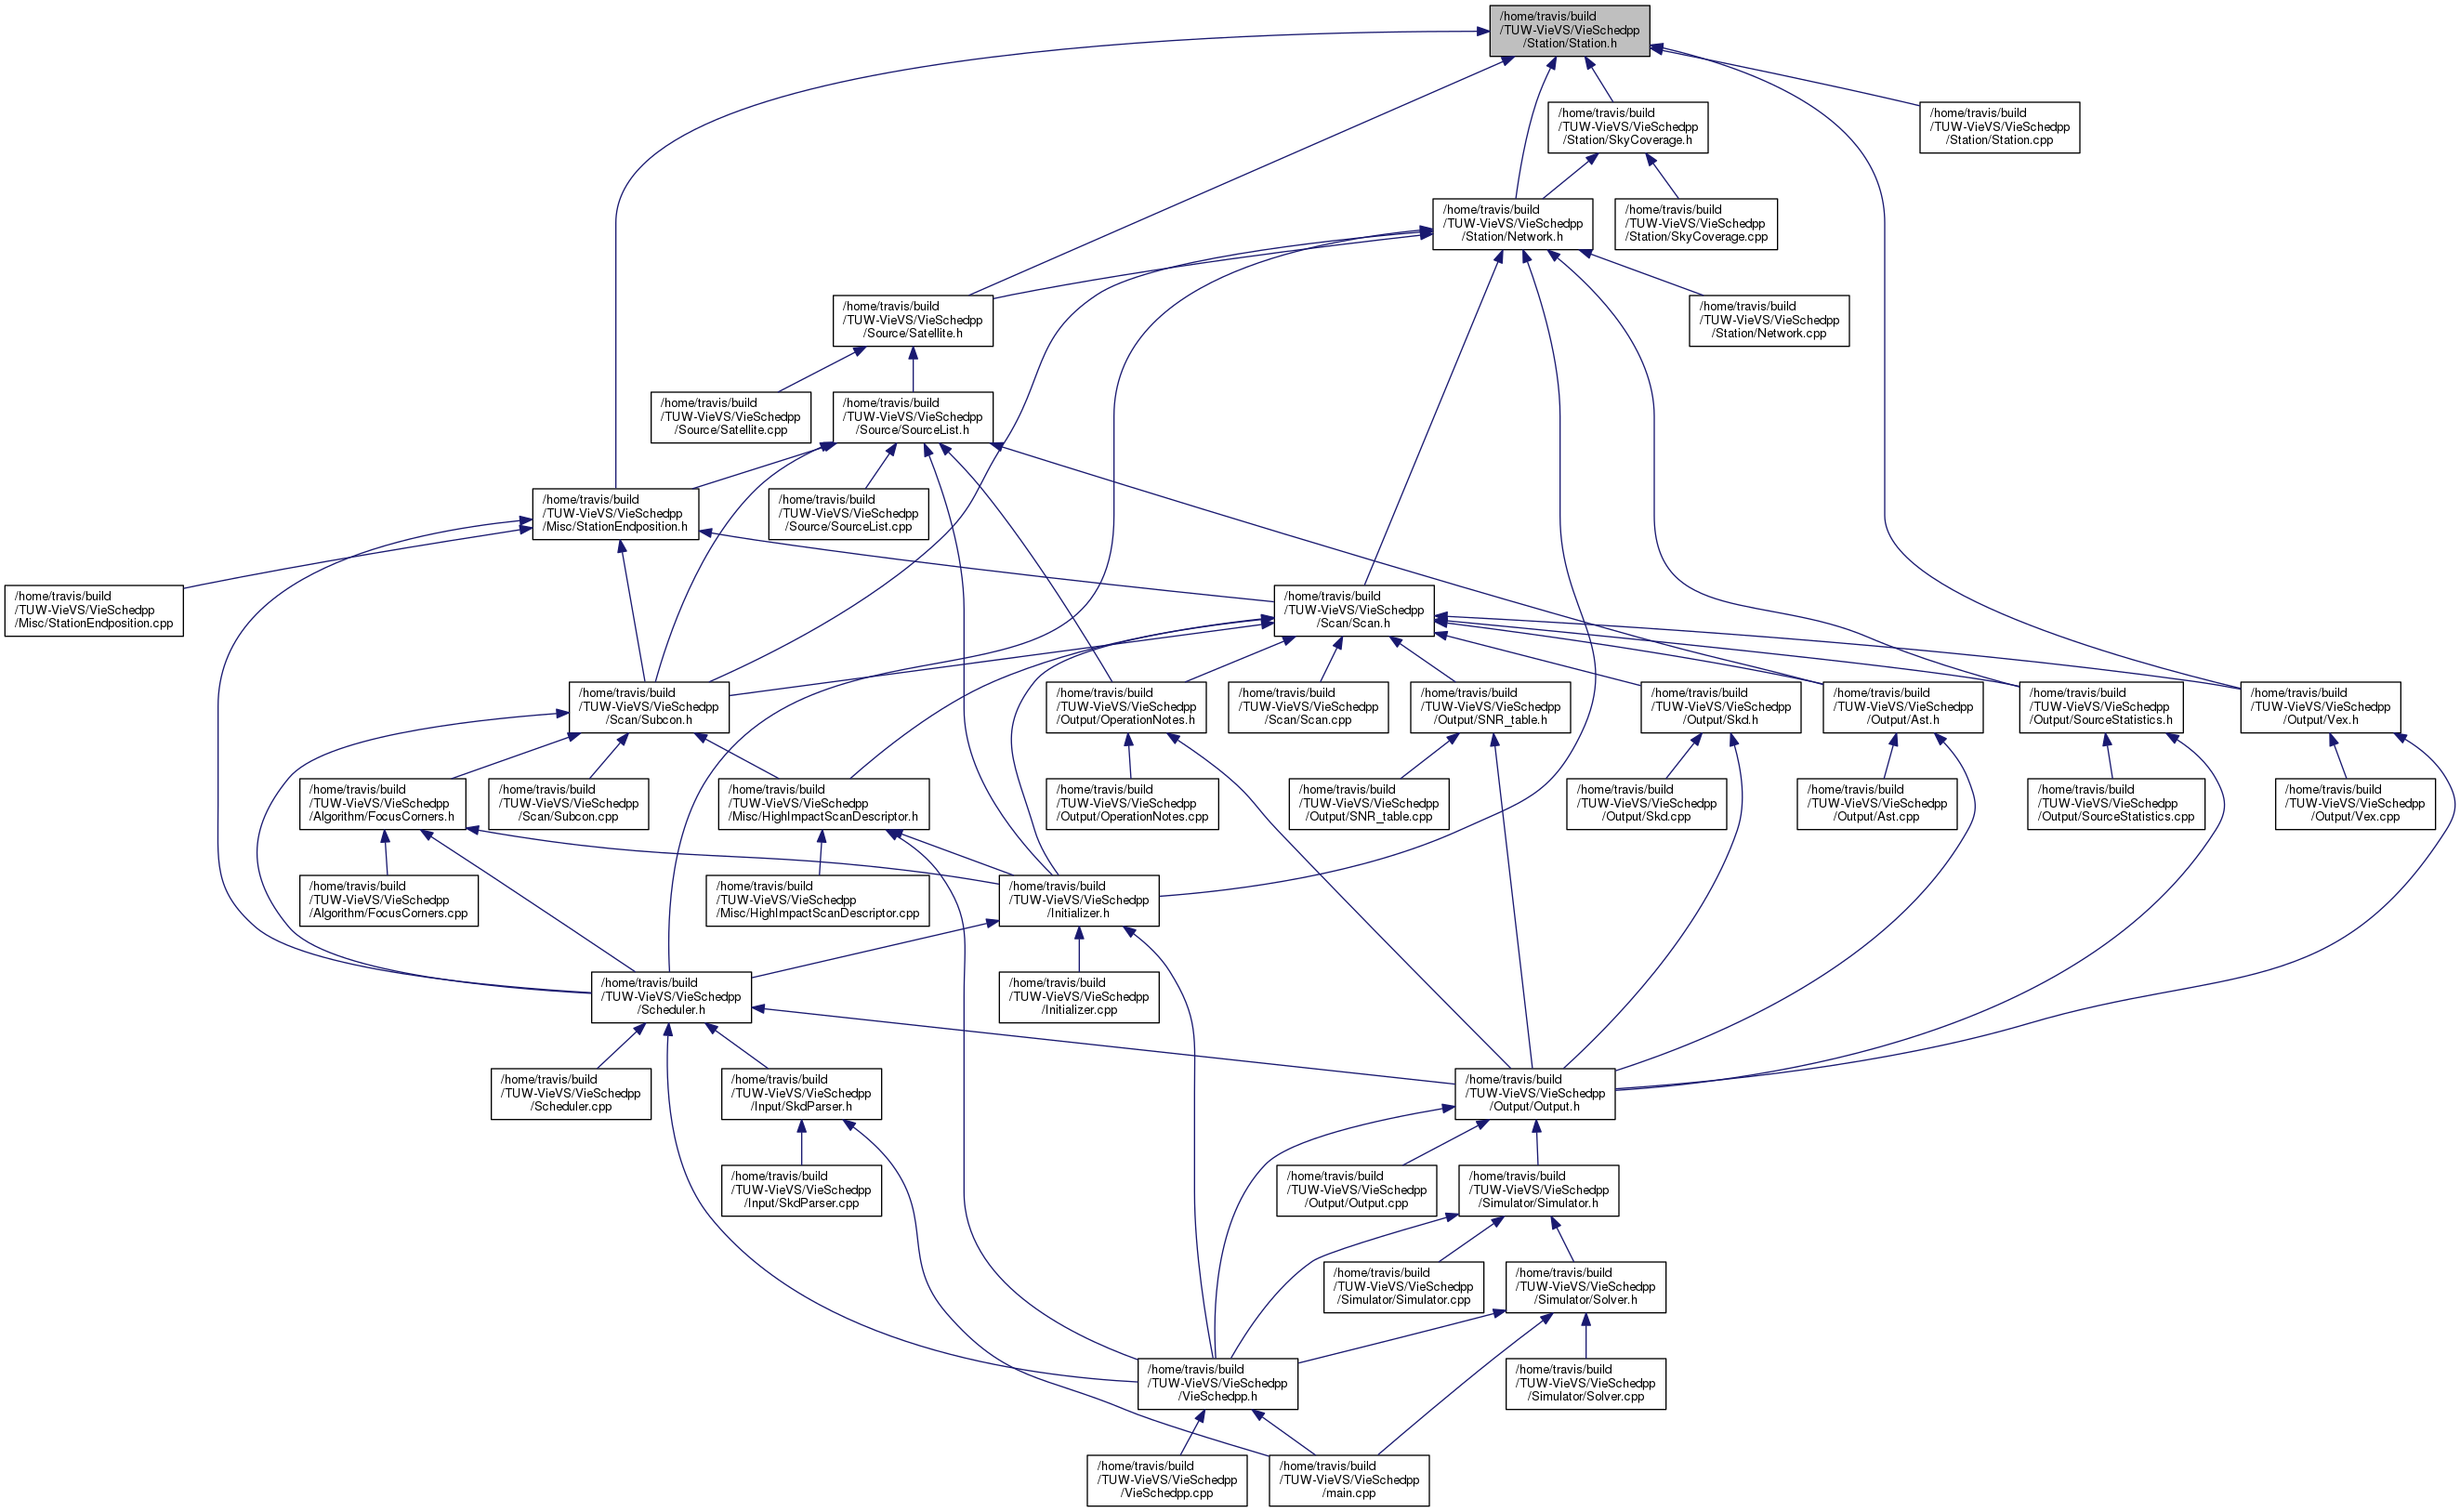 /home/travis/build
/TUW-VieVS/VieSchedpp
/Station/Station.h
/home/travis/build
/TUW-VieVS/VieSchedpp
/Station/SkyCoverage.h
/home/travis/build
/TUW-VieVS/VieSchedpp
/Station/Station.cpp
/home/travis/build
/TUW-VieVS/VieSchedpp
/Station/Network.h
/home/travis/build
/TUW-VieVS/VieSchedpp
/Station/SkyCoverage.cpp
/home/travis/build
/TUW-VieVS/VieSchedpp
/Source/Satellite.h
/home/travis/build
/TUW-VieVS/VieSchedpp
/Station/Network.cpp
/home/travis/build
/TUW-VieVS/VieSchedpp
/Source/Satellite.cpp
/home/travis/build
/TUW-VieVS/VieSchedpp
/Source/SourceList.h
/home/travis/build
/TUW-VieVS/VieSchedpp
/Misc/StationEndposition.h
/home/travis/build
/TUW-VieVS/VieSchedpp
/Source/SourceList.cpp
/home/travis/build
/TUW-VieVS/VieSchedpp
/Misc/StationEndposition.cpp
/home/travis/build
/TUW-VieVS/VieSchedpp
/Scan/Scan.h
/home/travis/build
/TUW-VieVS/VieSchedpp
/Scan/Subcon.h
/home/travis/build
/TUW-VieVS/VieSchedpp
/Output/OperationNotes.h
/home/travis/build
/TUW-VieVS/VieSchedpp
/Scan/Scan.cpp
/home/travis/build
/TUW-VieVS/VieSchedpp
/Output/SNR_table.h
/home/travis/build
/TUW-VieVS/VieSchedpp
/Output/Skd.h
/home/travis/build
/TUW-VieVS/VieSchedpp
/Output/Ast.h
/home/travis/build
/TUW-VieVS/VieSchedpp
/Output/SourceStatistics.h
/home/travis/build
/TUW-VieVS/VieSchedpp
/Output/Vex.h
/home/travis/build
/TUW-VieVS/VieSchedpp
/Algorithm/FocusCorners.h
/home/travis/build
/TUW-VieVS/VieSchedpp
/Scan/Subcon.cpp
/home/travis/build
/TUW-VieVS/VieSchedpp
/Misc/HighImpactScanDescriptor.h
/home/travis/build
/TUW-VieVS/VieSchedpp
/Output/OperationNotes.cpp
/home/travis/build
/TUW-VieVS/VieSchedpp
/Output/SNR_table.cpp
/home/travis/build
/TUW-VieVS/VieSchedpp
/Output/Skd.cpp
/home/travis/build
/TUW-VieVS/VieSchedpp
/Output/Ast.cpp
/home/travis/build
/TUW-VieVS/VieSchedpp
/Output/SourceStatistics.cpp
/home/travis/build
/TUW-VieVS/VieSchedpp
/Output/Vex.cpp
/home/travis/build
/TUW-VieVS/VieSchedpp
/Algorithm/FocusCorners.cpp
/home/travis/build
/TUW-VieVS/VieSchedpp
/Misc/HighImpactScanDescriptor.cpp
/home/travis/build
/TUW-VieVS/VieSchedpp
/Initializer.h
/home/travis/build
/TUW-VieVS/VieSchedpp
/Scheduler.h
/home/travis/build
/TUW-VieVS/VieSchedpp
/Initializer.cpp
/home/travis/build
/TUW-VieVS/VieSchedpp
/Scheduler.cpp
/home/travis/build
/TUW-VieVS/VieSchedpp
/Input/SkdParser.h
/home/travis/build
/TUW-VieVS/VieSchedpp
/Output/Output.h
/home/travis/build
/TUW-VieVS/VieSchedpp
/Input/SkdParser.cpp
/home/travis/build
/TUW-VieVS/VieSchedpp
/Output/Output.cpp
/home/travis/build
/TUW-VieVS/VieSchedpp
/Simulator/Simulator.h
/home/travis/build
/TUW-VieVS/VieSchedpp
/Simulator/Simulator.cpp
/home/travis/build
/TUW-VieVS/VieSchedpp
/Simulator/Solver.h
/home/travis/build
/TUW-VieVS/VieSchedpp
/VieSchedpp.h
/home/travis/build
/TUW-VieVS/VieSchedpp
/Simulator/Solver.cpp
/home/travis/build
/TUW-VieVS/VieSchedpp
/VieSchedpp.cpp
/home/travis/build
/TUW-VieVS/VieSchedpp
/main.cpp